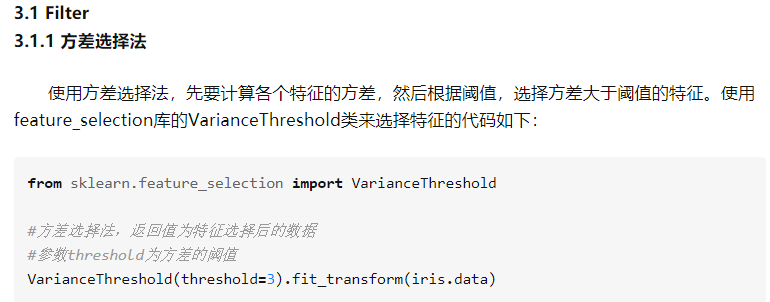 3.1 Filter
3.1.1 方差选择法
使用方差选择法，先要计算各个特征的方差，然后根据阈值，选择方差大于阈值的特征。使用
feature_selection库的VarianceThreshold类来选择特征的代码如下：
from sklearn.feature_selection import VarianceThreshold
#方差选择法，返回值为特征选择后的数据
#参数threshold为方差的阈值
VarianceThreshold(threshold=3).fit_transform(iris.data)